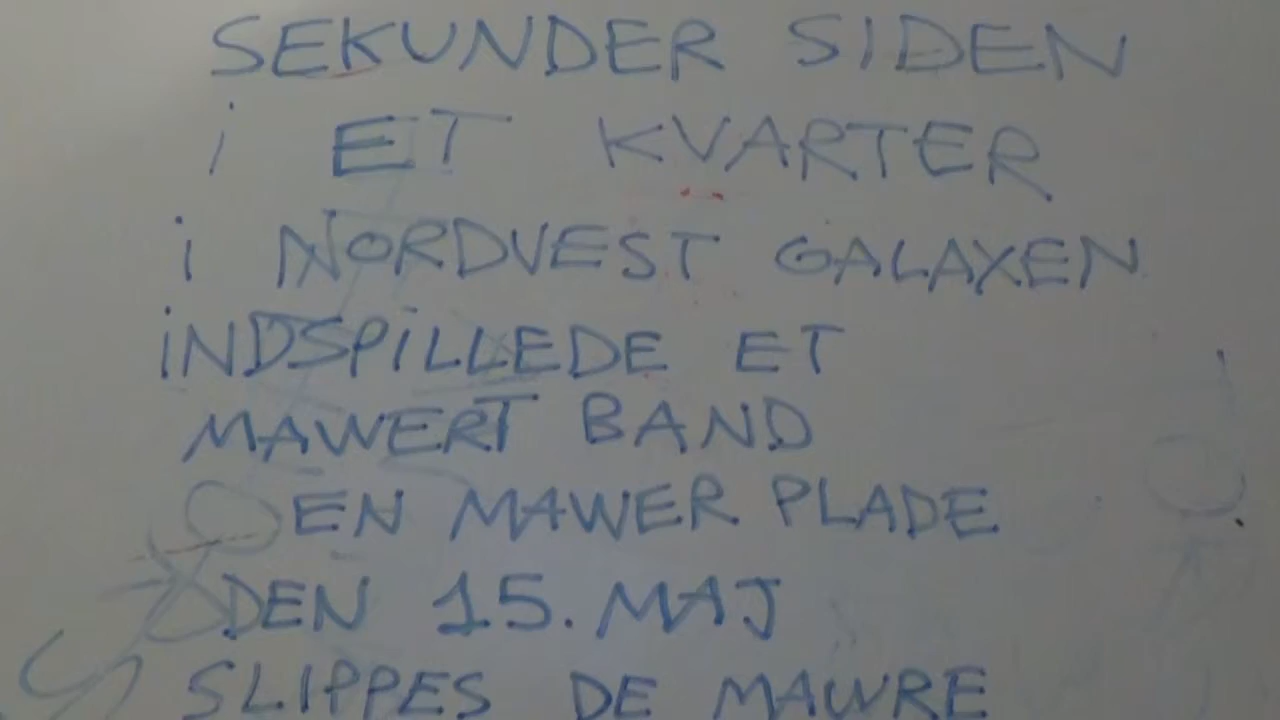 SEKUNDER SIDEN
i ET KVARTER
i NORDVEST GALAXEN
iNDSPiLLEDE ET
MAWERT BAND
EN MAWER PLADE
DEN 15. MAJ
SLIPPES DE MAWRE